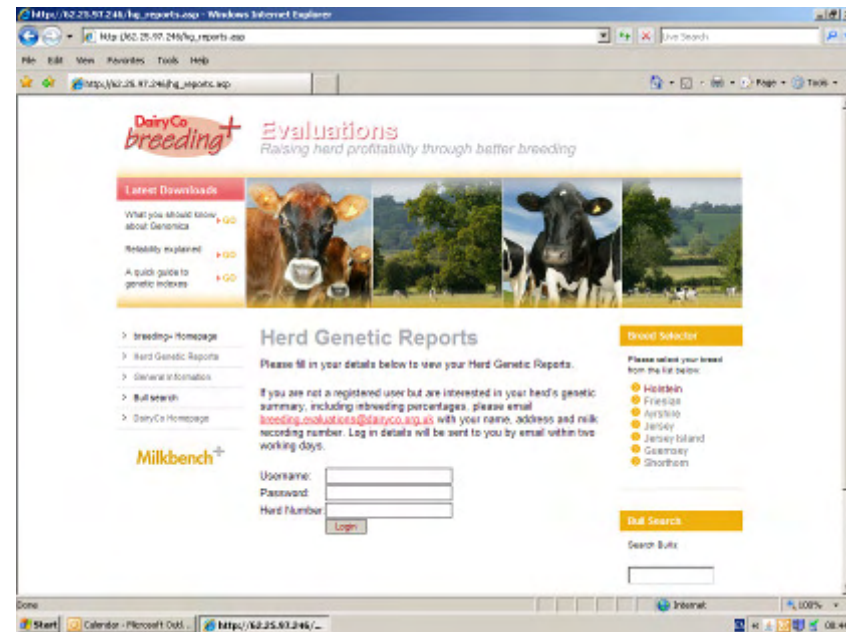 http://62.25.97.246/hg_reports.asp - Windows Internet Explorer
http://62.25.97.246/hg_reports.asp
Live Search
File Edit View Favorites Tools Help
http://62.25.97.246/hg_reports.asp
Page
Tools
DairyCo
breeding+
Evaluations
Raising herd profitability through better breeding
Latest Downloads
What you should know
about Genomics
GO
Reliability explained
GO
A quick guide to
genetic indexes
GO
> breeding+ Homepage
> Herd Genetic Reports
> General Information
> Bull search
> DairyCo Homepage
Milkbench+
Herd Genetic Reports
Please fill in your details below to view your Herd Genetic Reports.
If you are not a registered user but are interested in your herd's genetic
summary, including inbreeding percentages, please email
breeding.evaluations@dairyco.org.uk with your name, address and milk
recording number. Log in details will be sent to you by email within two
working days.
Username:
Password:
Herd Number:
Login
Breed Selector
Please select your breed
from the list below:
Holstein
Friesian
Ayrshire
Jersey
Jersey Island
Guernsey
Shorthorn
Bull Search
Search Bulls:
Done
Internet
100%
Start
Calendar - Microsoft Outl...
http://62.25.97.246/...